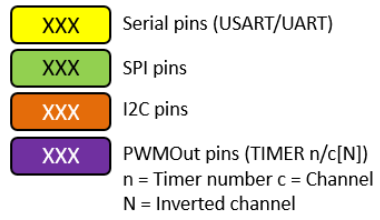 XXX Serial pins (USART/UART)
XXX SPI pins
XXX I2C pins
XXX PWMOut pins (TIMER n/c[N])
n = Timer number c = Channel
N = Inverted channel